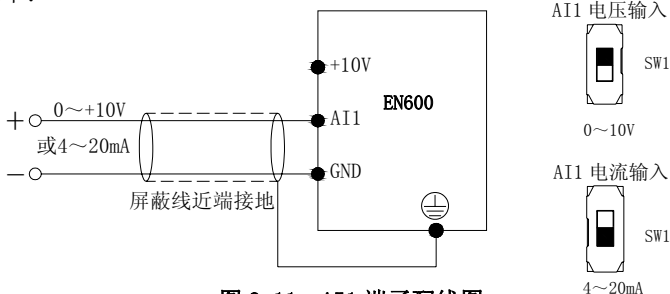 AI1 电压输入
+10V
SW1
EN600
0～+10V
+
AI1
或4～20mA
0～10V
−
GND
AI1 电流输入
屏蔽线近端接地
SW1
4～20mA